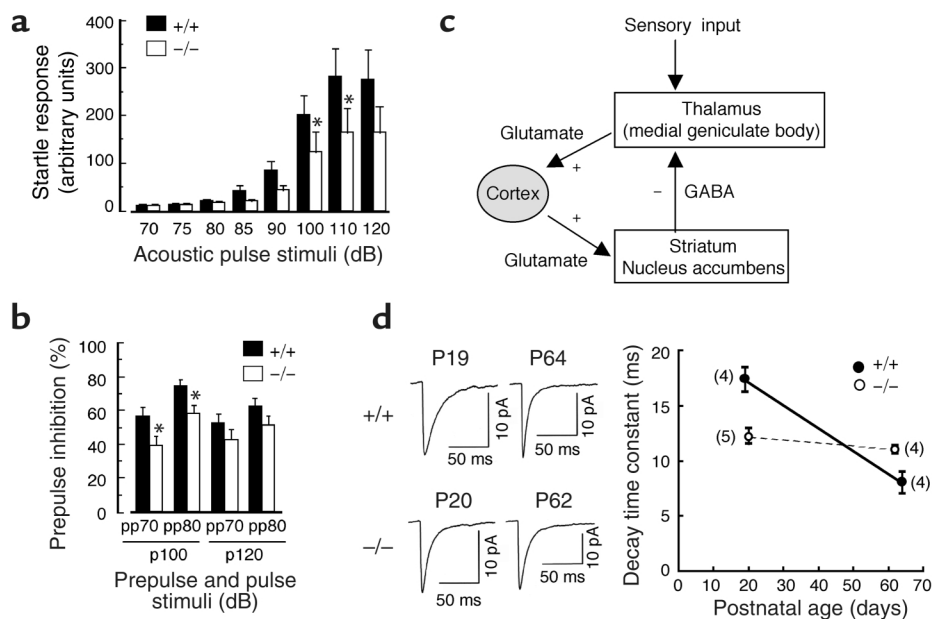 a
Startle response
(arbitrary units)
400
300
200
100
0
+/+
−/−
*
*
70 75 80 85 90 100 110 120
Acoustic pulse stimuli (dB)
b
Prepulse inhibition (%)
100
80
60
40
20
0
+/+
−/−
*
*
pp70 pp80 pp70 pp80
p100 p120
Prepulse and pulse
stimuli (dB)
c
Sensory input
Thalamus
(medial geniculate body)
Glutamate
+
Cortex
− GABA
+
Glutamate
Striatum
Nucleus accumbens
d
P19 P64
+/+
10 pA
50 ms
10 pA
50 ms
P20 P62
−/−
10 pA
50 ms
10 pA
50 ms
Decay time constant (ms)
20
15
10
5
0
+/+
−/−
(4)
(5)
(4)
(4)
0 10 20 30 40 50 60 70
Postnatal age (days)